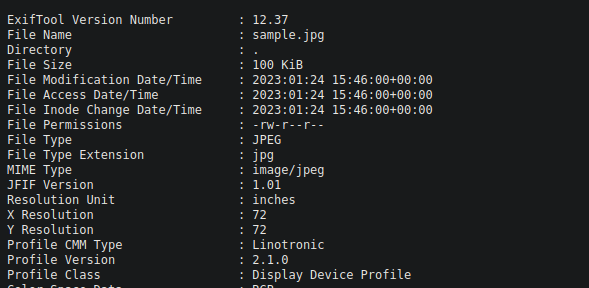 ExifTool Version Number : 12.37
File Name : sample.jpg
Directory : .
File Size : 100 KiB
File Modification Date/Time : 2023:01:24 15:46:00+00:00
File Access Date/Time : 2023:01:24 15:46:00+00:00
File Inode Change Date/Time : 2023:01:24 15:46:00+00:00
File Permissions : -rw-r--r--
File Type : JPEG
File Type Extension : jpg
MIME Type : image/jpeg
JFIF Version : 1.01
Resolution Unit : inches
X Resolution : 72
Y Resolution : 72
Profile CMM Type : Linotronic
Profile Version : 2.1.0
Profile Class : Display Device Profile